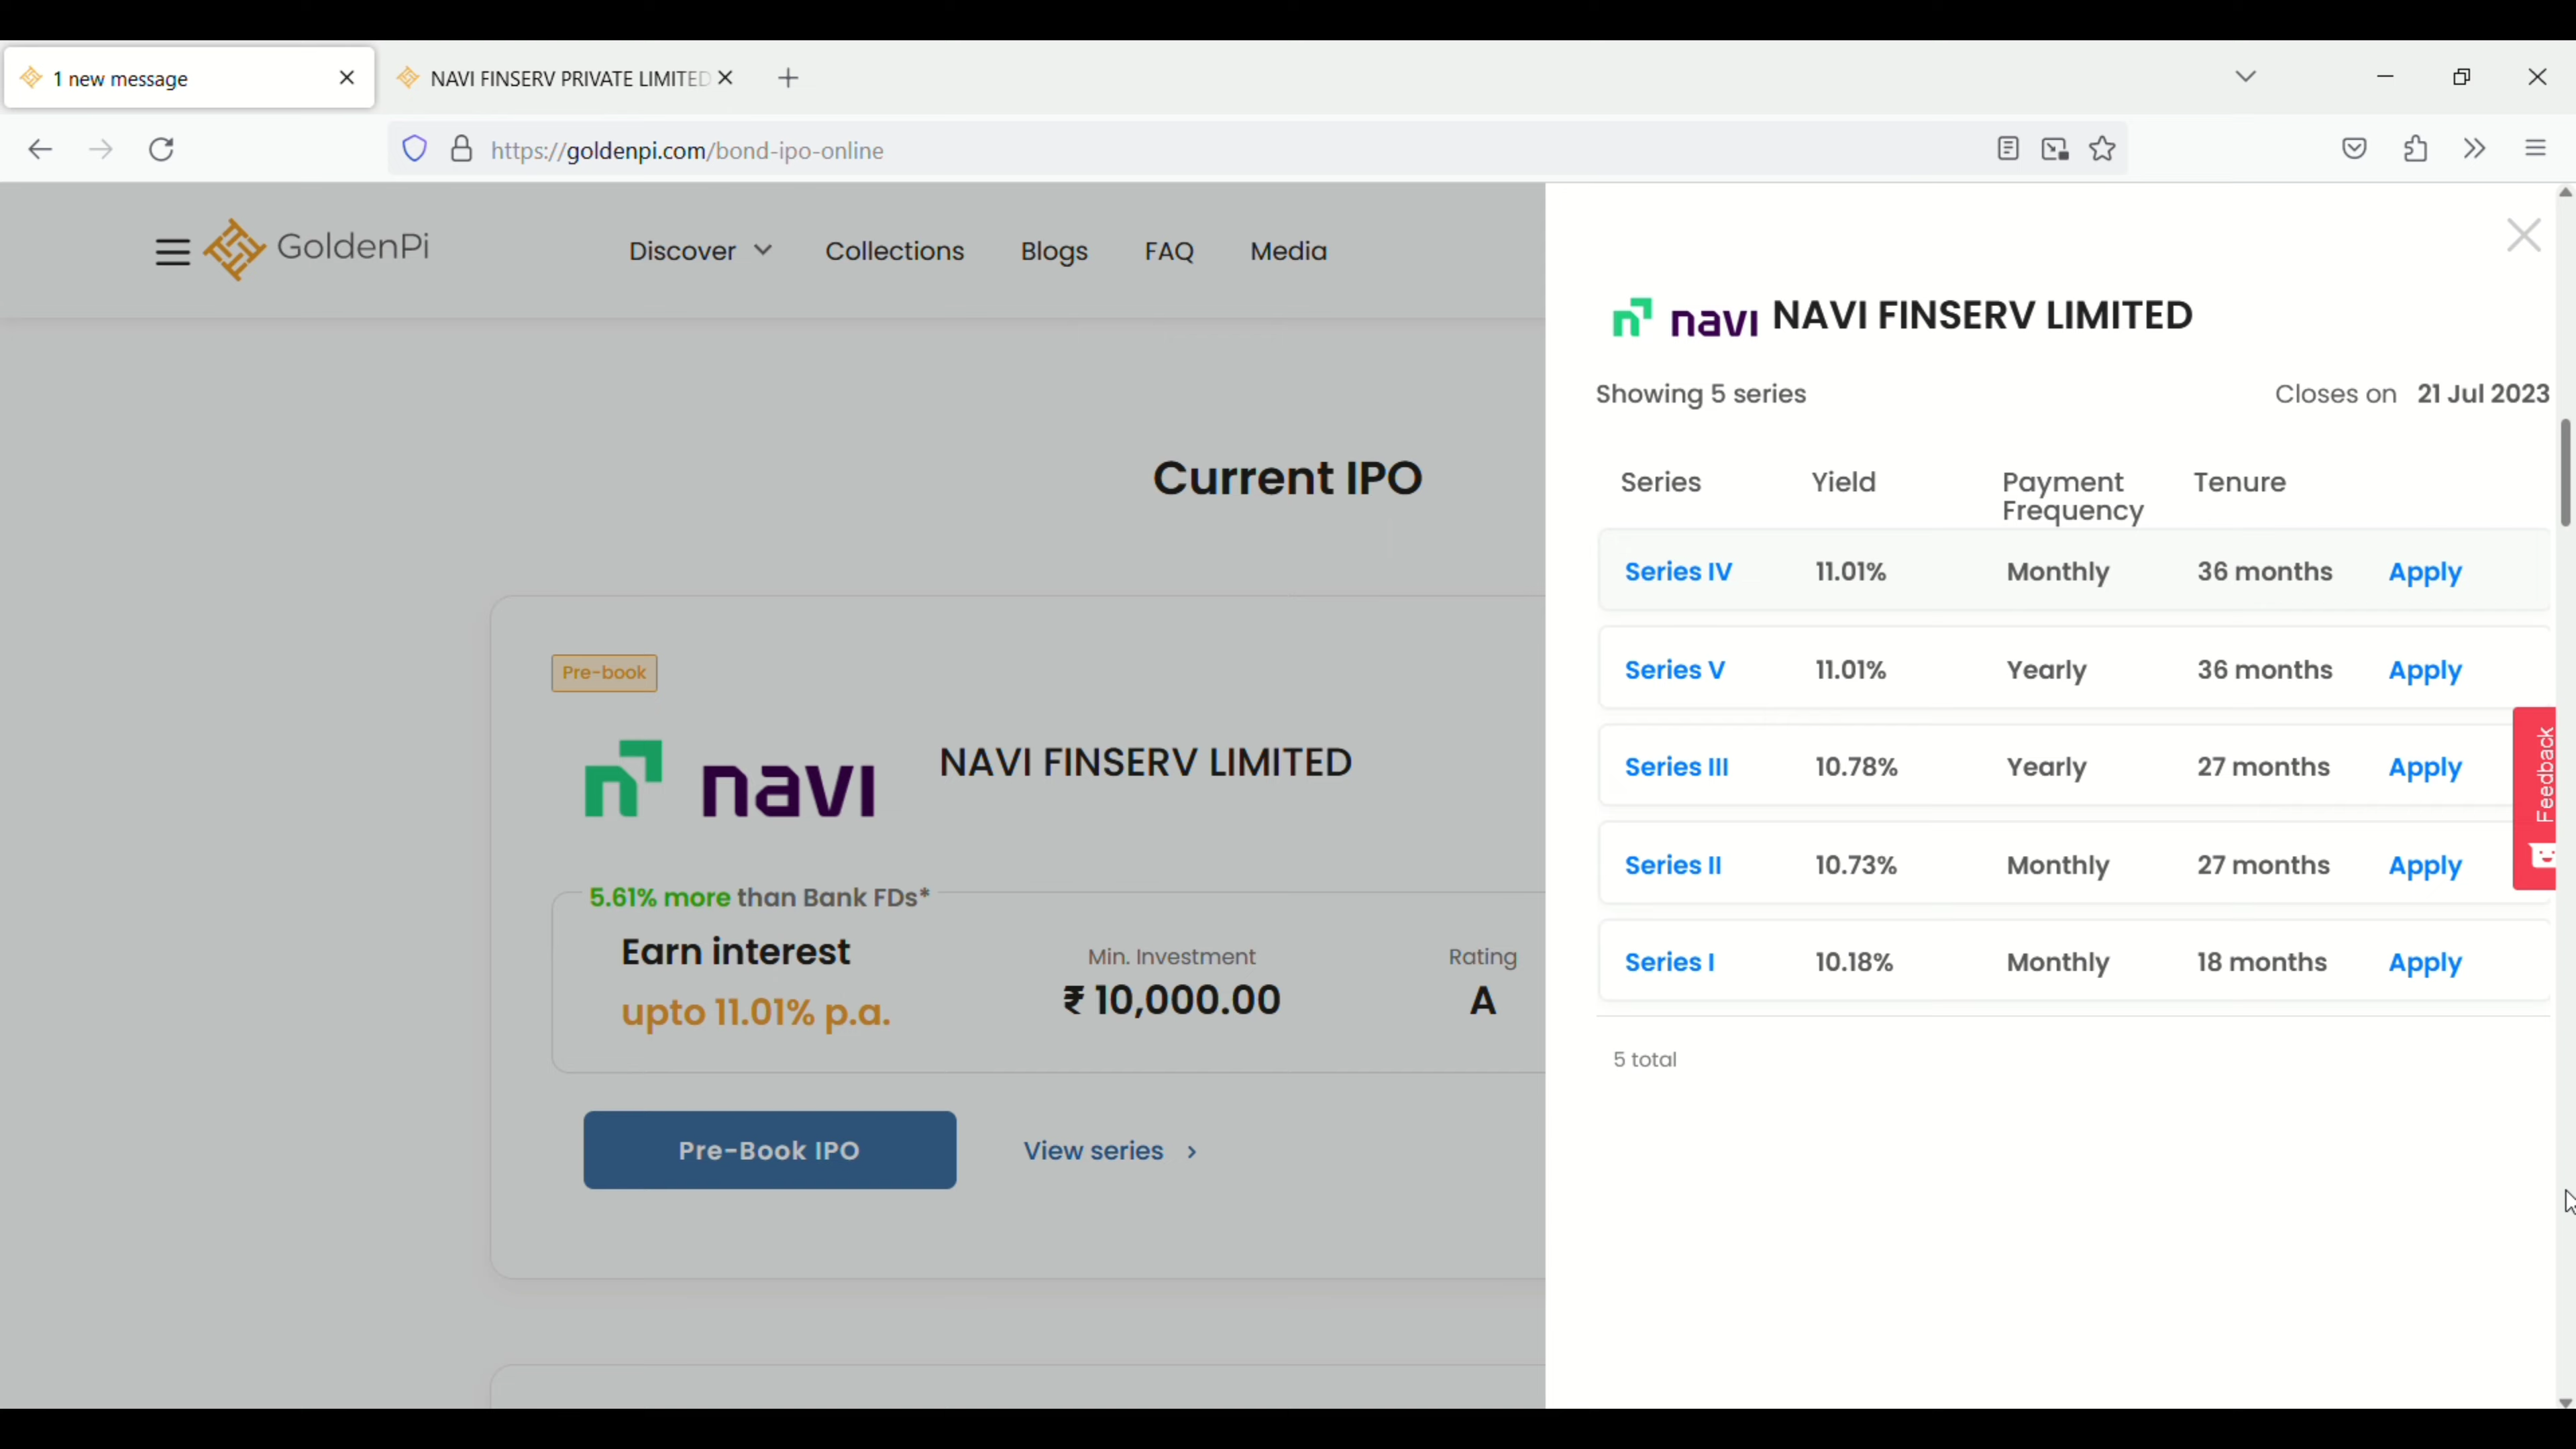 1 new message
NAVI FINSERV PRIVATE LIMITED
https://goldenpi.com/bond-ipo-online
GoldenPi
Discover
Collections
Blogs
FAQ
Media
Current IPO
Pre-book
navi
NAVI FINSERV LIMITED
5.61% more than Bank FDs*
Earn interest
upto 11.01% p.a.
Min. Investment
₹ 10,000.00
Rating
A
Pre-Book IPO
View series
navi NAVI FINSERV LIMITED
Showing 5 series
Closes on 21 Jul 2023
Series Yield Payment Frequency Tenure
Series IV 11.01% Monthly 36 months Apply
Series V 11.01% Yearly 36 months Apply
Series III 10.78% Yearly 27 months Apply
Series II 10.73% Monthly 27 months Apply
Series I 10.18% Monthly 18 months Apply
5 total
Feedback